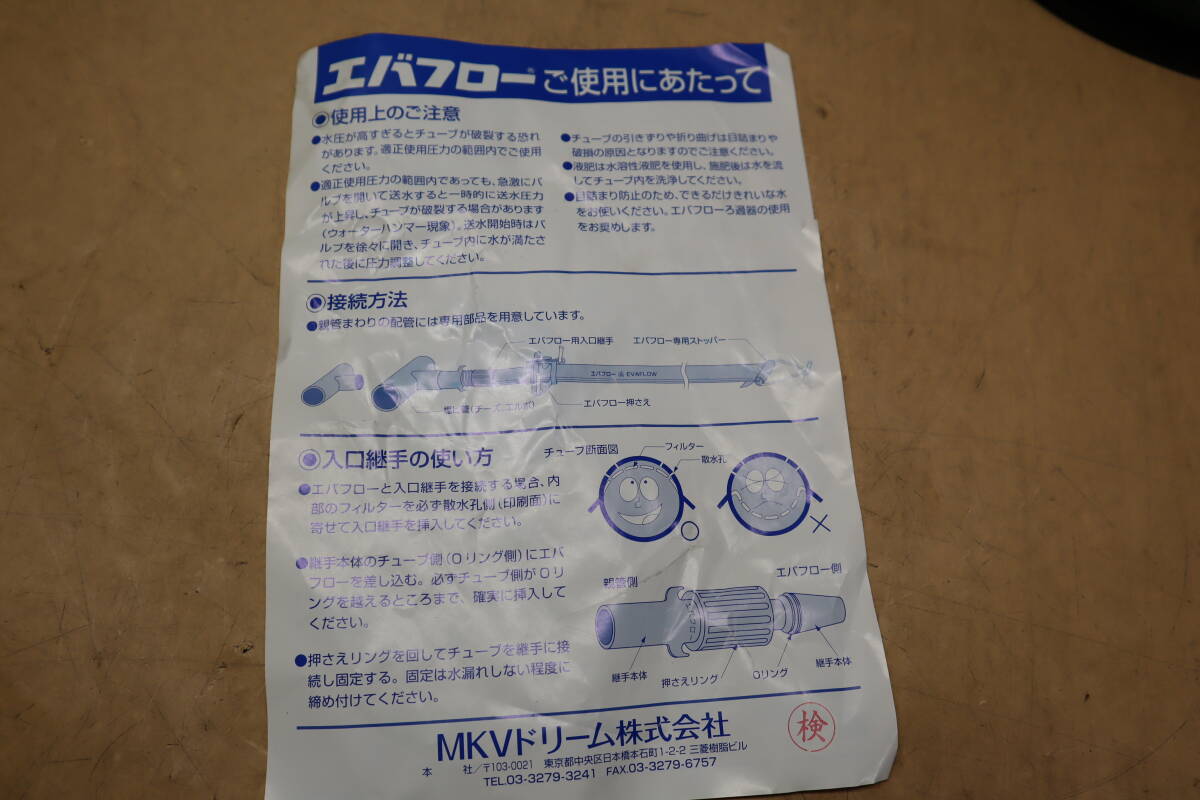 エバフロー® ご使用にあたって
◉使用上のご注意
●水圧が高すぎるとチューブが破裂する恐れ
があります。適正使用圧力の範囲内でご使用
ください。
●適正使用圧力の範囲内であっても、急激にバ
ルブを開いて送水すると一時的に送水圧力
が上昇し、チューブが破裂する場合があります
(ウォーターハンマー現象)。送水開始時はバ
ルブを徐々に開き、チューブ内に水が満たさ
れた後に圧力調整してください。
●チューブの引きずりや折り曲げは目詰まりや
破損の原因となりますのでご注意ください。
●液肥は水溶性液肥を使用し、施肥後は水を流
してチューブ内を洗浄してください。
●目詰まり防止のため、できるだけきれいな水
をお使いください。エバフローろ過器の使用
をお奨めします。
◉接続方法
●親管まわりの配管には専用部品を用意しています。
エバフロー用入口継手
エバフロー専用ストッパー
エバフロー EVAFLOW
塩ビ管(チーズ・エルボ)
エバフロー押さえ
◉入口継手の使い方
●エバフローと入口継手を接続する場合、内
部のフィルターを必ず散水孔側(印刷面)に
寄せて入口継手を挿入してください。
●継手本体のチューブ側(Oリング側)にエバ
フローを差し込む。必ずチューブ側がOリ
ングを越えるところまで、確実に挿入して
ください。
●押さえリングを回してチューブを継手に接
続し固定する。固定は水漏れしない程度に
締め付けてください。
チューブ断面図
フィルター
散水孔
○
×
親管側
エバフロー側
エバフロー
継手本体
押さえリング
Oリング
継手本体
MKVドリーム株式会社
検
本 社/〒103-0021 東京都中央区日本橋本石町1-2-2 三菱樹脂ビル
TEL.03-3279-3241 FAX.03-3279-6757